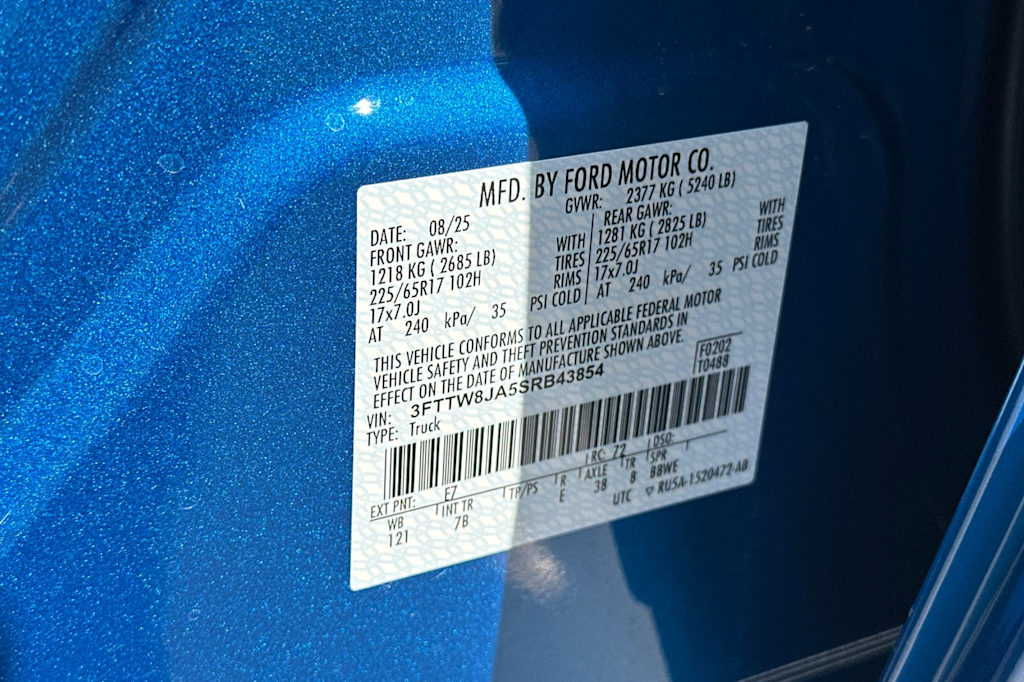 MFD. BY FORD MOTOR CO.
DATE: 08/25 GVWR: 2377 KG ( 5240 LB)
FRONT GAWR: REAR GAWR:
1218 KG ( 2685 LB) WITH 1281 KG ( 2825 LB) WITH
225/65R17 102H TIRES 225/65R17 102H TIRES
17x7.0J RIMS 17x7.0J RIMS
AT 240 kPa/ 35 PSI COLD AT 240 kPa/ 35 PSI COLD
THIS VEHICLE CONFORMS TO ALL APPLICABLE FEDERAL MOTOR
VEHICLE SAFETY AND THEFT PREVENTION STANDARDS IN
EFFECT ON THE DATE OF MANUFACTURE SHOWN ABOVE.
VIN: 3FTTW8JA5SRB43854 F0202
TYPE: Truck T0488
EXT PNT: E7 RC: 72 DSO:
WB INT TR TP/PS R AXLE TR SPR
121 7B E 38 8 BBWE
UTC ▽ RU5A-1520472-AB